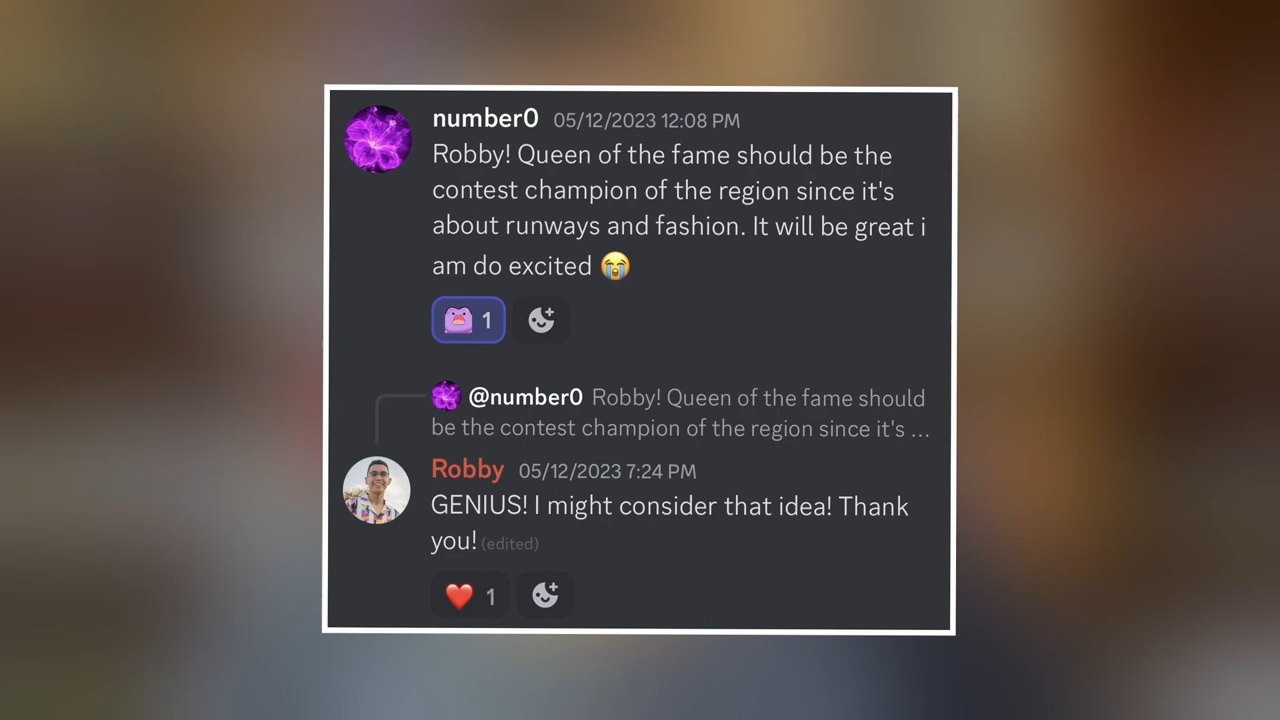 number0 05/12/2023 12:08 PM
Robby! Queen of the fame should be the
contest champion of the region since it's
about runways and fashion. It will be great i
am do excited 😭
1
@number0 Robby! Queen of the fame should
be the contest champion of the region since it's ...
Robby 05/12/2023 7:24 PM
GENIUS! I might consider that idea! Thank
you! (edited)
❤️ 1